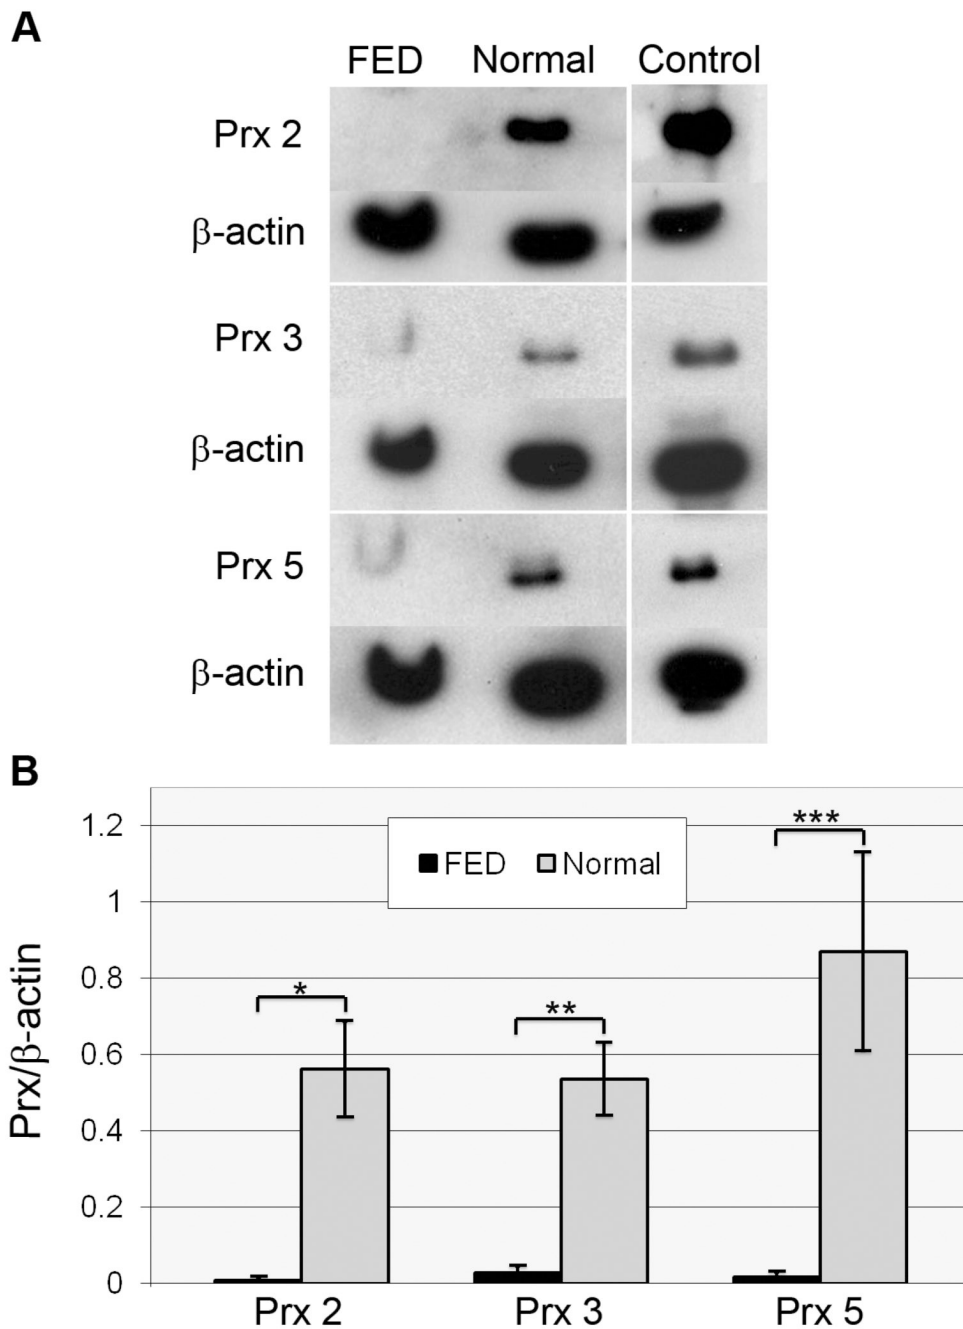 A
FED Normal Control
Prx 2
β-actin
Prx 3
β-actin
Prx 5
β-actin
B
1.2
***
FED Normal
1
0.8
*
**
0.6
0.4
0.2
0
Prx/β-actin
Prx 2 Prx 3 Prx 5